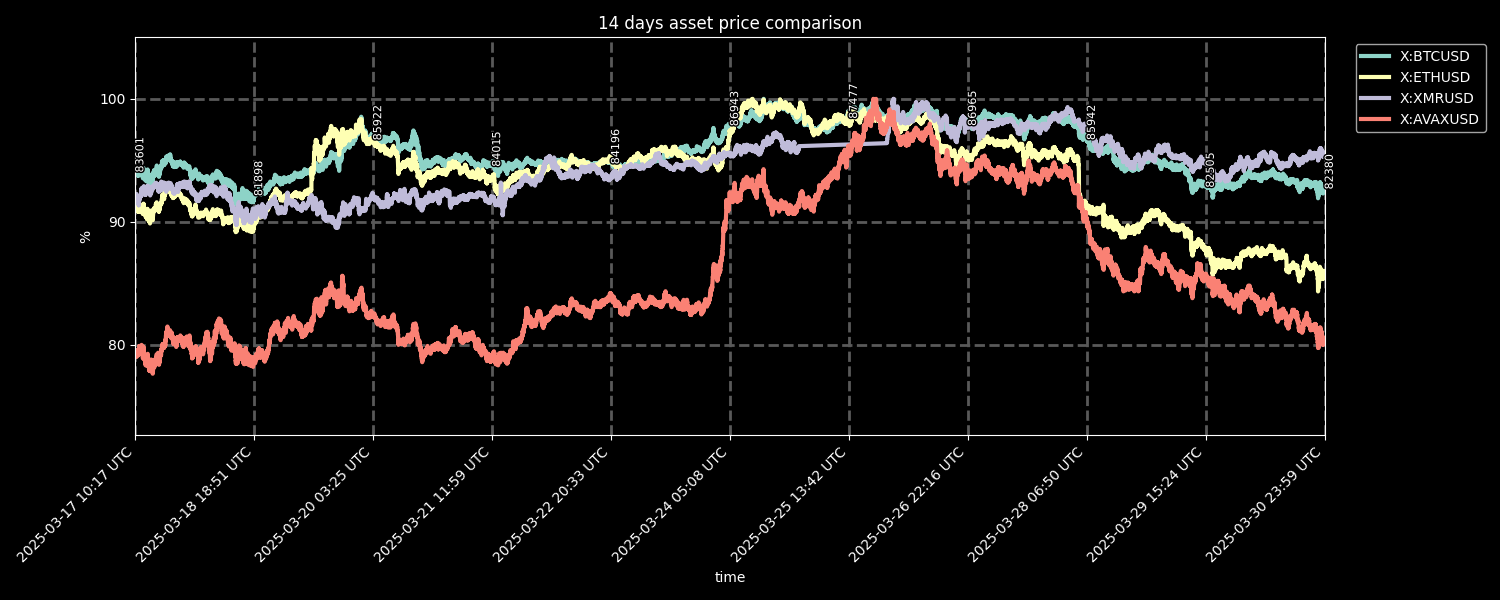 14 days asset price comparison
X:BTCUSD
X:ETHUSD
X:XMRUSD
X:AVAXUSD
100
90
80
%
83601
81898
85922
84015
84196
86943
87477
86965
85942
82505
82380
2025-03-17 10:17 UTC
2025-03-18 18:51 UTC
2025-03-20 03:25 UTC
2025-03-21 11:59 UTC
2025-03-22 20:33 UTC
2025-03-24 05:08 UTC
2025-03-25 13:42 UTC
2025-03-26 22:16 UTC
2025-03-28 06:50 UTC
2025-03-29 15:24 UTC
2025-03-30 23:59 UTC
time